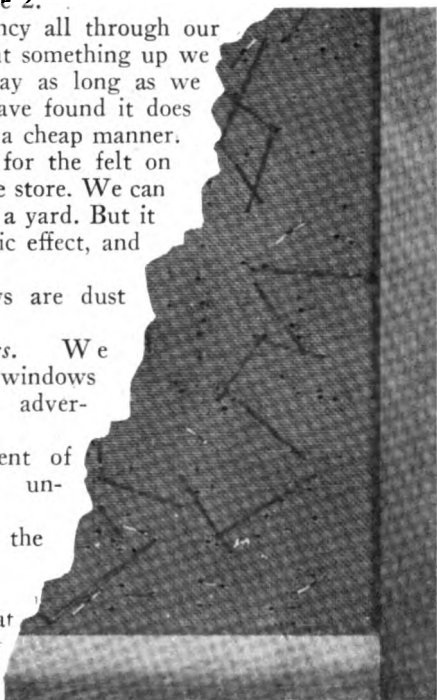 e 2.
ncy all through our
t something up we
ay as long as we
ave found it does
a cheap manner.
for the felt on
e store. We can
a yard. But it
ic effect, and
s are dust
s. We
windows
adver-
ent of
un-
the
at